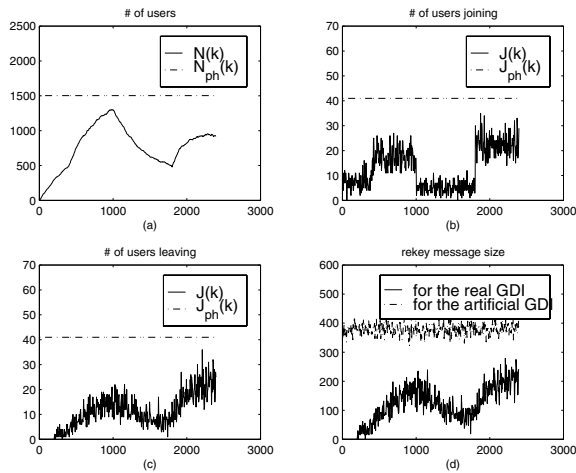 # of users
2500
2000
1500
1000
500
0
0 1000 2000 3000
N(k)
N_ph(k)
(a)
# of users joining
70
60
50
40
30
20
10
0
0 1000 2000 3000
J(k)
J_ph(k)
(b)
# of users leaving
70
60
50
40
30
20
10
0
0 1000 2000 3000
J(k)
J_ph(k)
(c)
rekey message size
600
500
400
300
200
100
0
0 1000 2000 3000
for the real GDI
for the artificial GDI
(d)